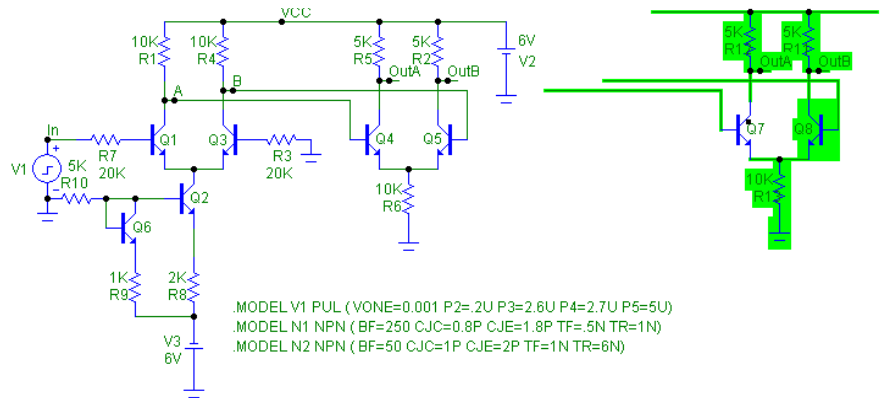 VCC
10K
R1
10K
R4
5K
R5
5K
R2
6V
V2
OutA
OutB
A
B
In
V1
R7
20K
Q1
Q3
R3
20K
Q4
Q5
5K
R10
Q2
Q6
10K
R6
1K
R9
2K
R8
V3
6V
.MODEL V1 PUL ( VONE=0.001 P2=.2U P3=2.6U P4=2.7U P5=5U)
.MODEL N1 NPN ( BF=250 CJC=0.8P CJE=1.8P TF=.5N TR=1N)
.MODEL N2 NPN ( BF=50 CJC=1P CJE=2P TF=1N TR=6N)
5K
5K
OutA
OutB
Q7
Q8
10K